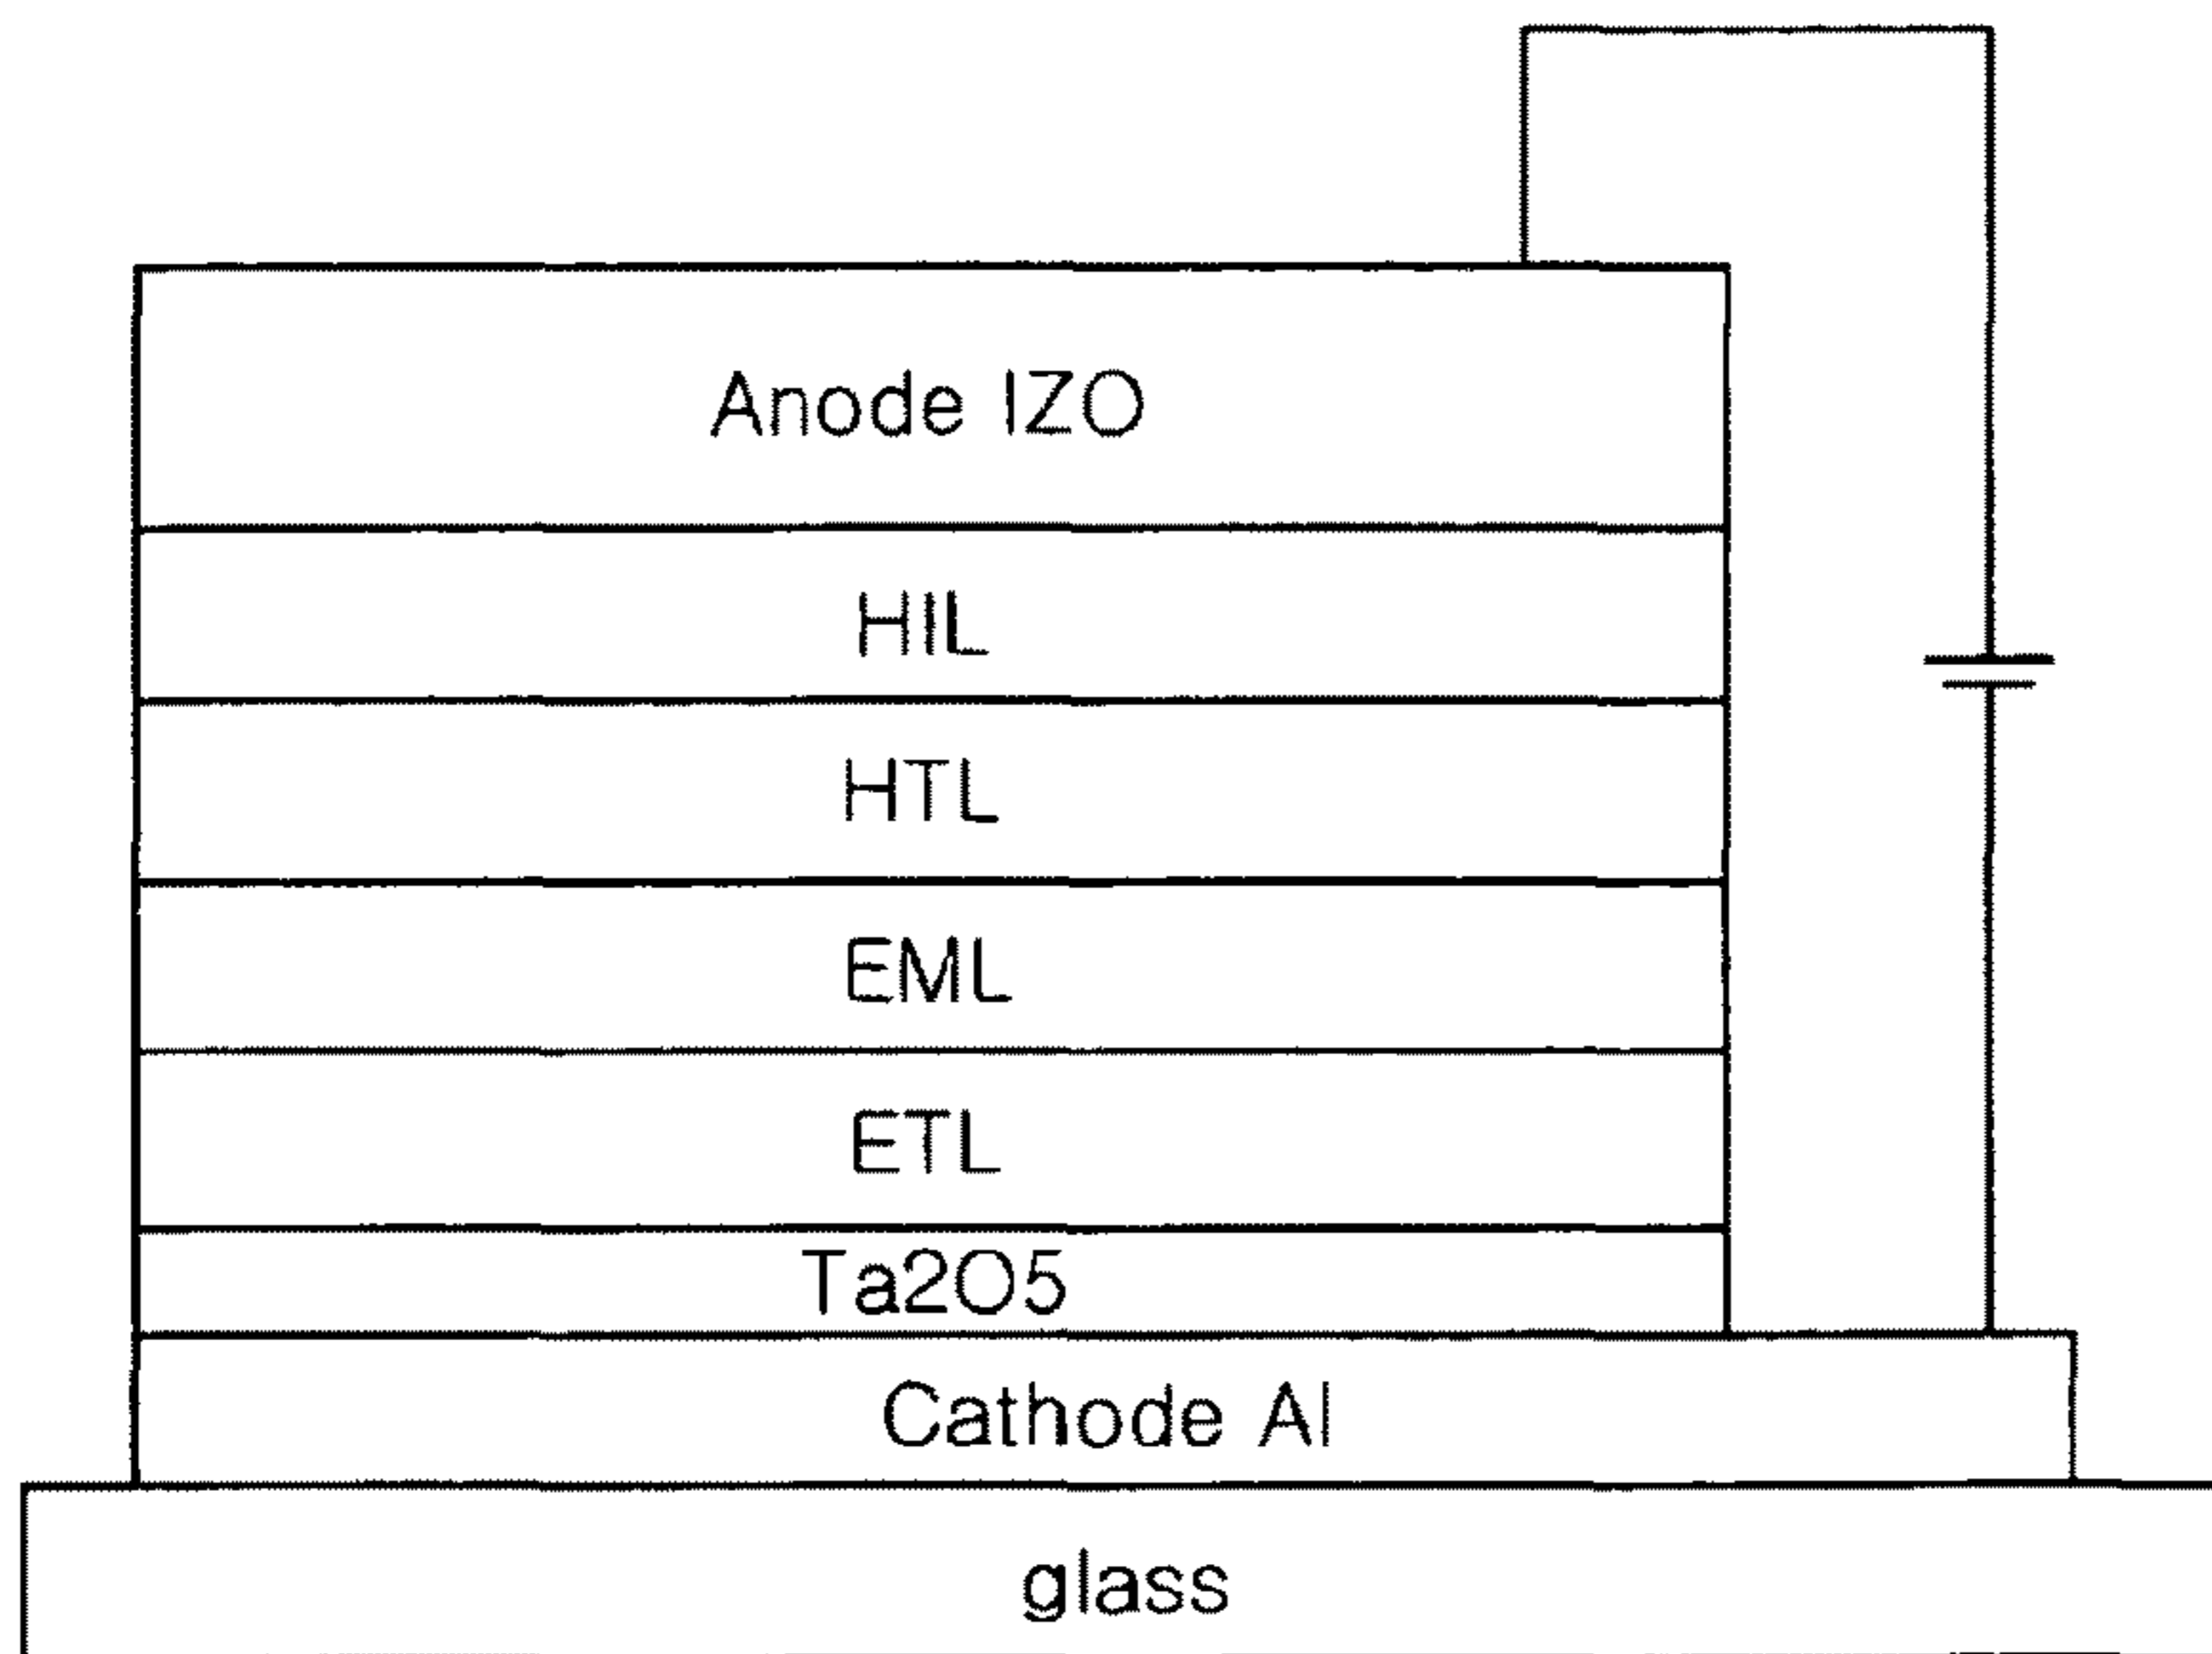 Anode IZO
HIL
HTL
EML
ETL
Ta2O5
Cathode Al
glass